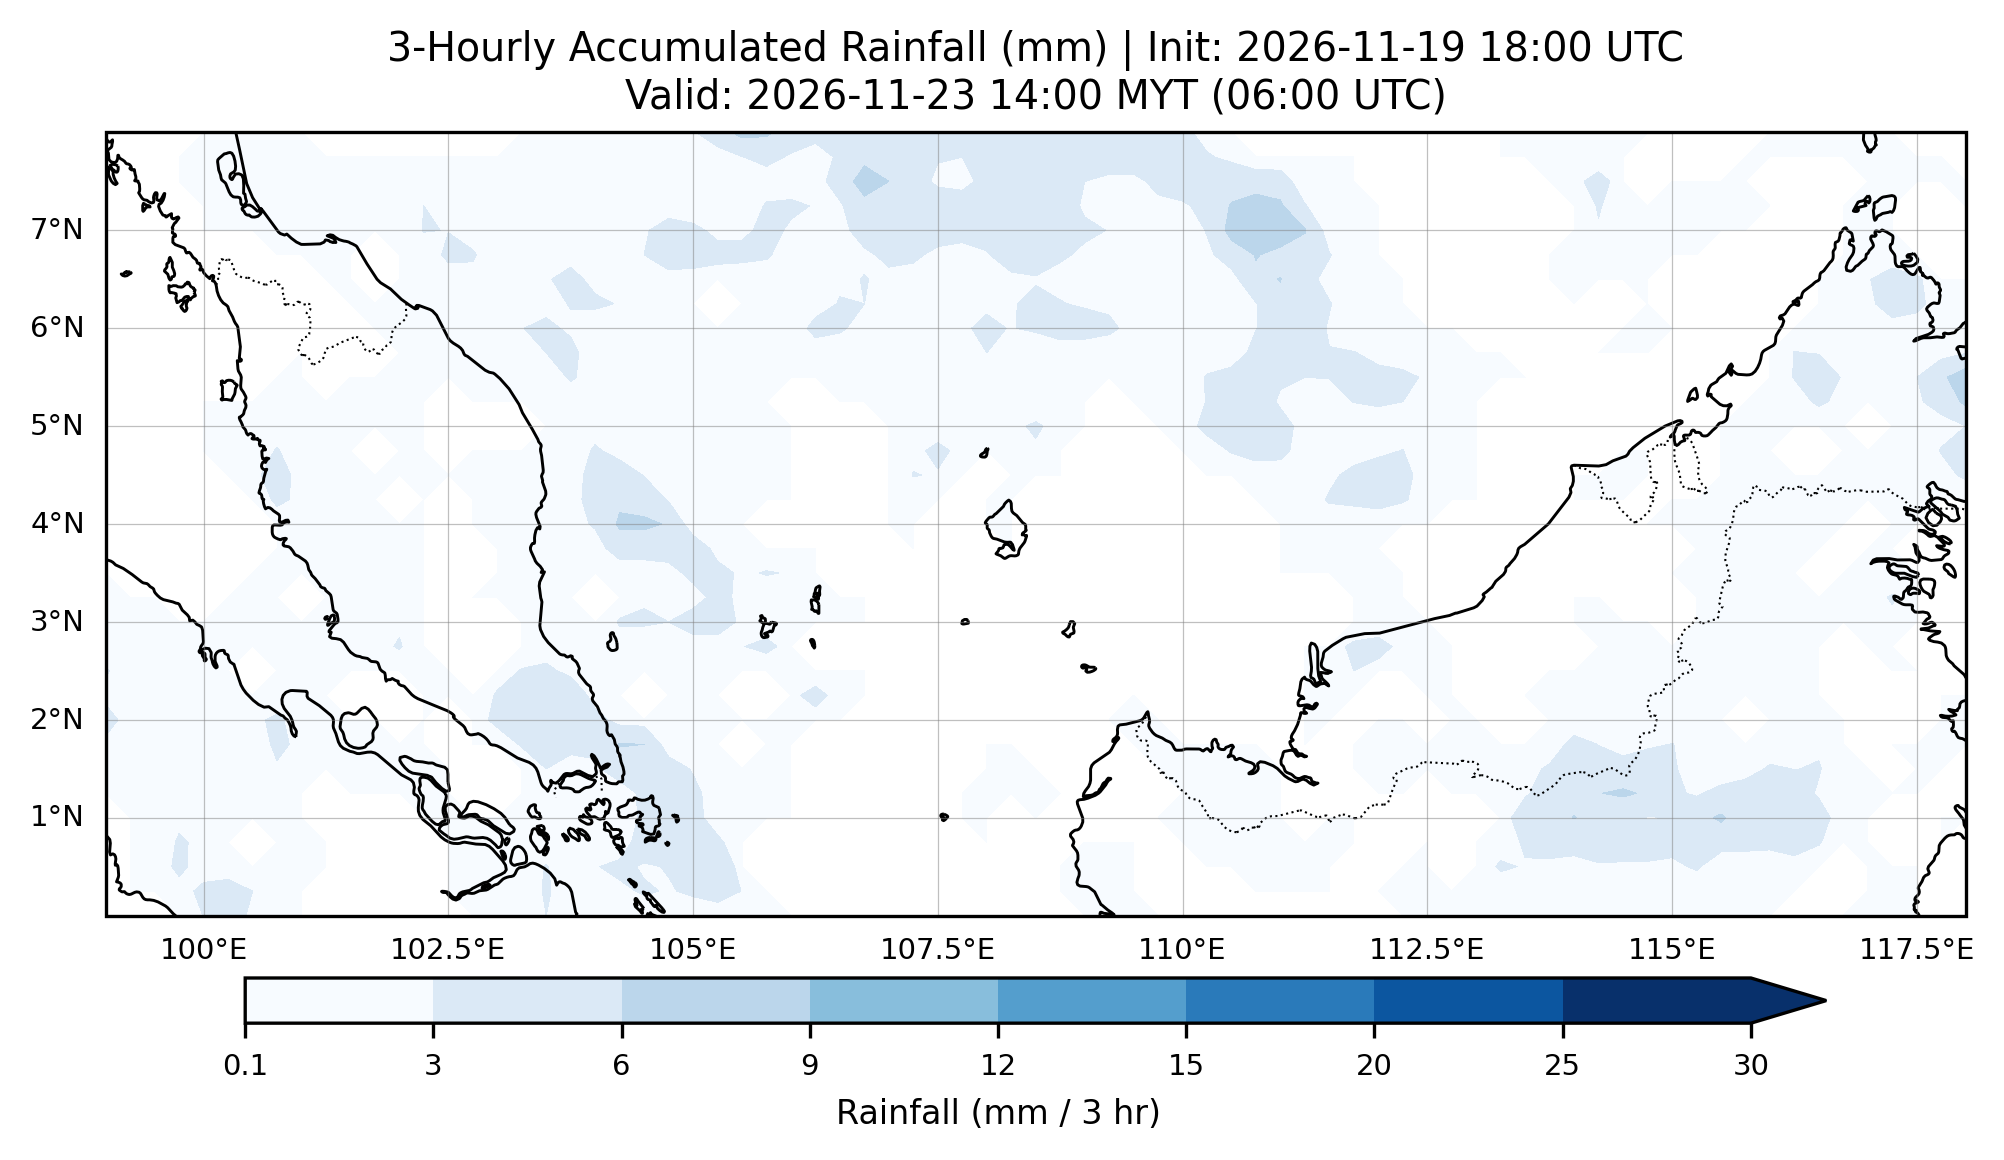 3-Hourly Accumulated Rainfall (mm) | Init: 2026-11-19 18:00 UTC
Valid: 2026-11-23 14:00 MYT (06:00 UTC)
7°N
6°N
5°N
4°N
3°N
2°N
1°N
100°E 102.5°E 105°E 107.5°E 110°E 112.5°E 115°E 117.5°E
0.1 3 6 9 12 15 20 25 30
Rainfall (mm / 3 hr)